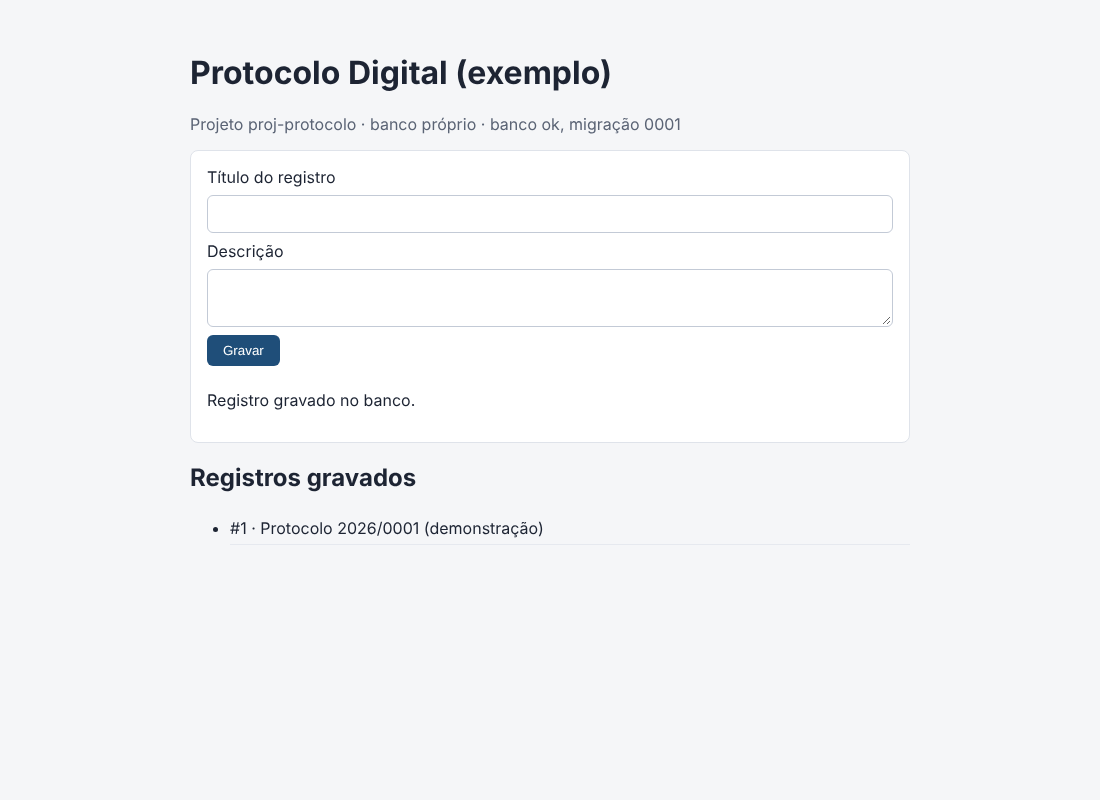 Protocolo Digital (exemplo)
Projeto proj-protocolo · banco próprio · banco ok, migração 0001
Título do registro
Descrição
Gravar
Registro gravado no banco.
Registros gravados
#1 · Protocolo 2026/0001 (demonstração)